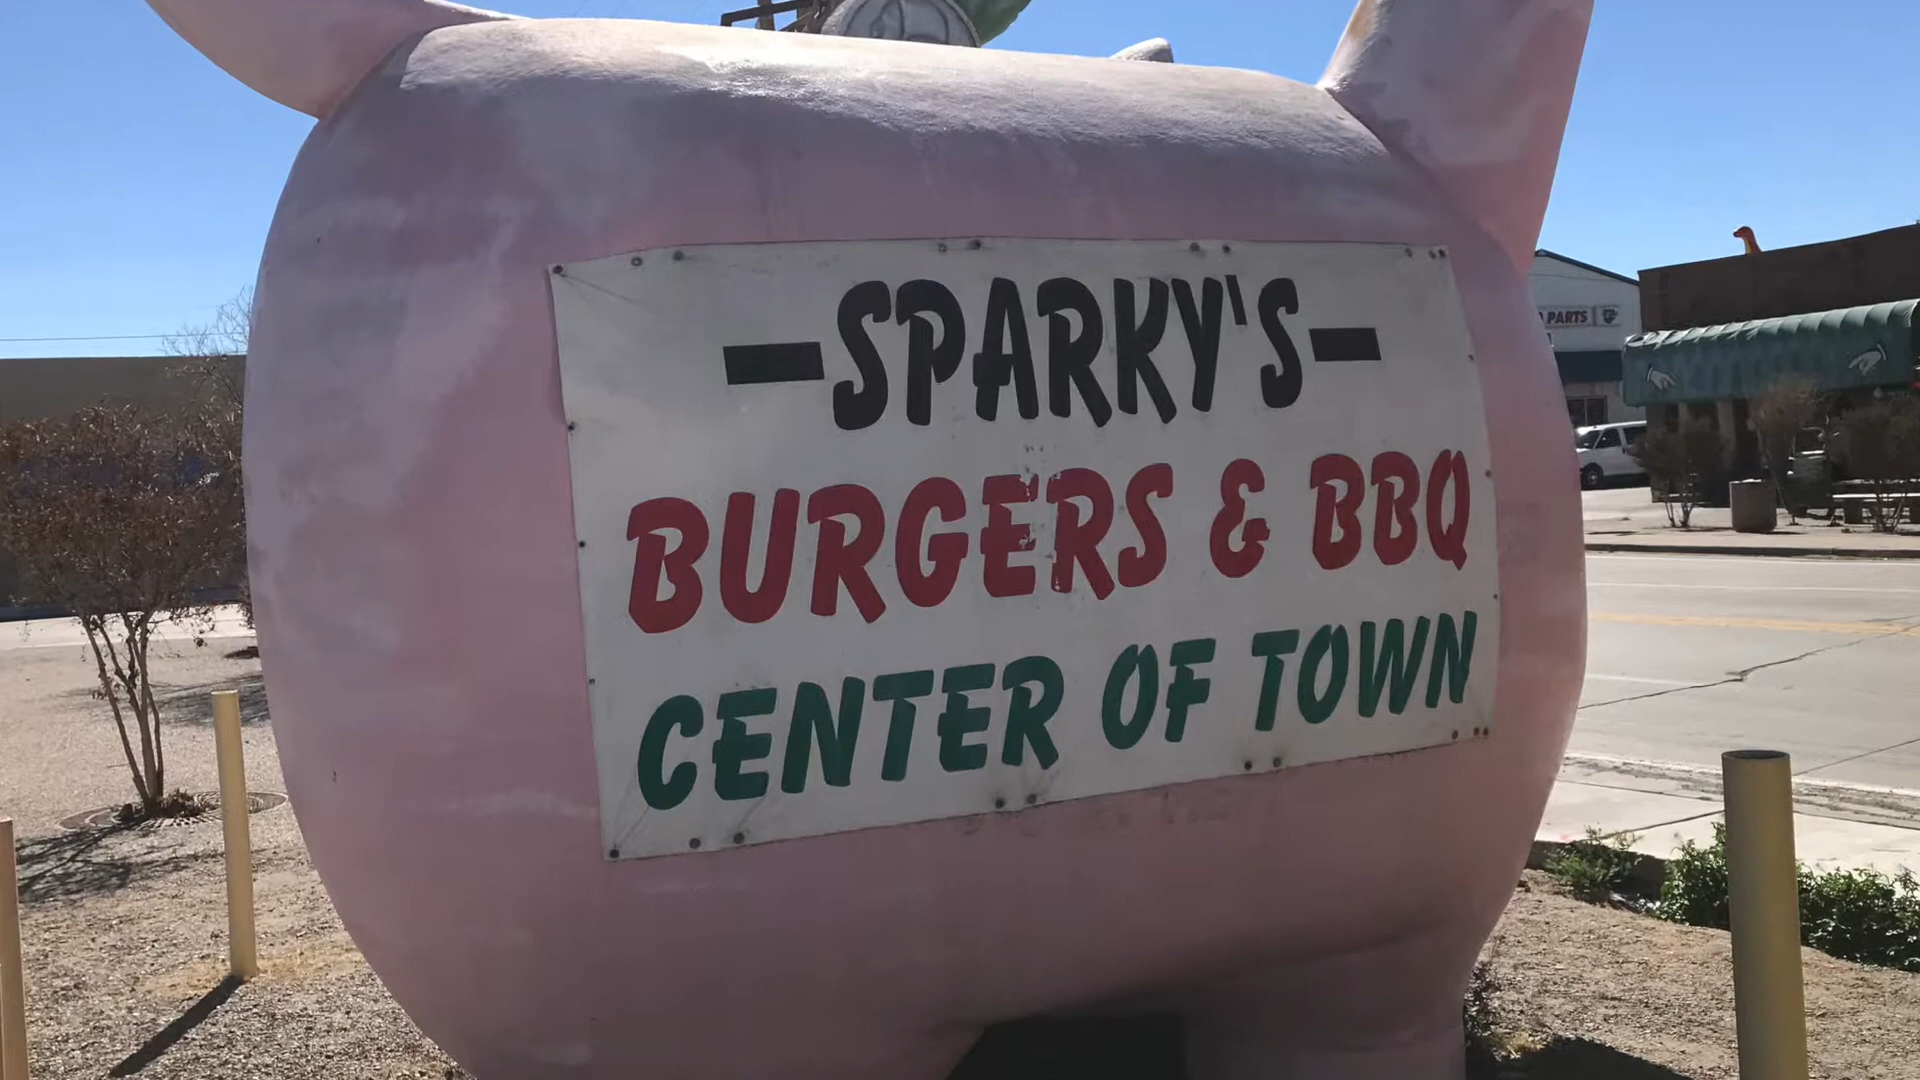 -SPARKY'S-
BURGERS & BBQ
CENTER OF TOWN
PARTS